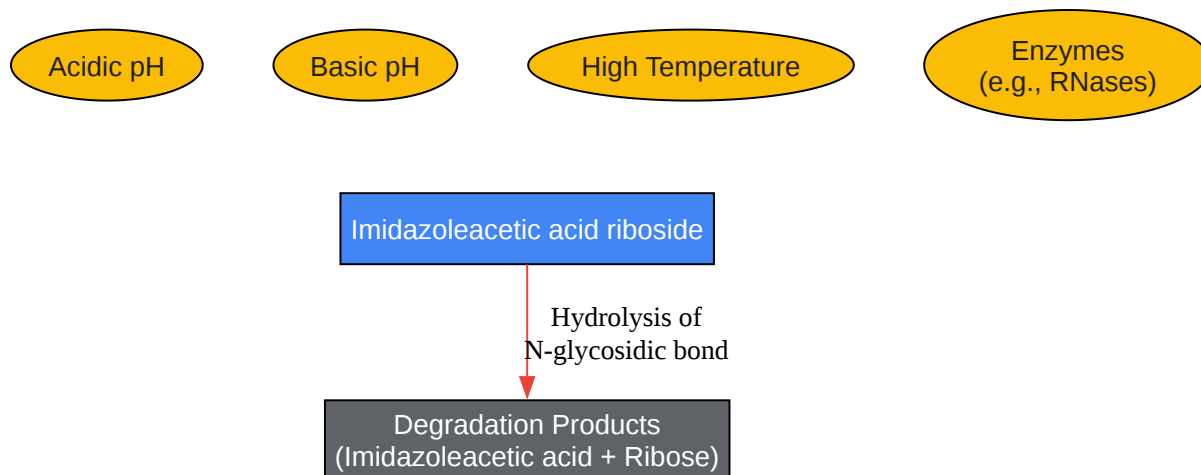 Acidic pH
Basic pH
High Temperature
Enzymes
(e.g., RNases)
Imidazoleacetic acid riboside
Hydrolysis of
N-glycosidic bond
Degradation Products
(Imidazoleacetic acid + Ribose)